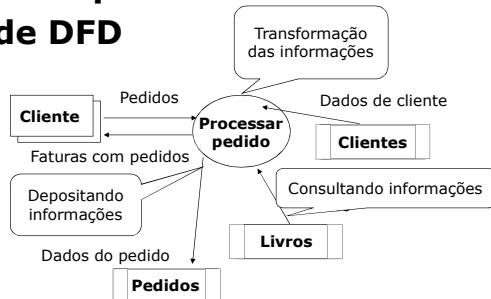 de DFD
Transformação
das informações
Pedidos
Dados de cliente
Cliente
Processar
pedido
Clientes
Faturas com pedidos
Depositando
informações
Consultando informações
Livros
Dados do pedido
Pedidos